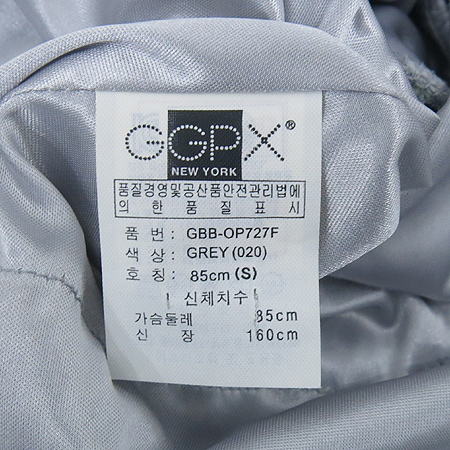 GGPX®
NEW YORK
품질경영및공산품안전관리법에
의한품질표시
품 번 : GBB-OP727F
색 상 : GREY (020)
호 칭 : 85cm (S)
신체치수
가슴둘레 85cm
신 장 160cm